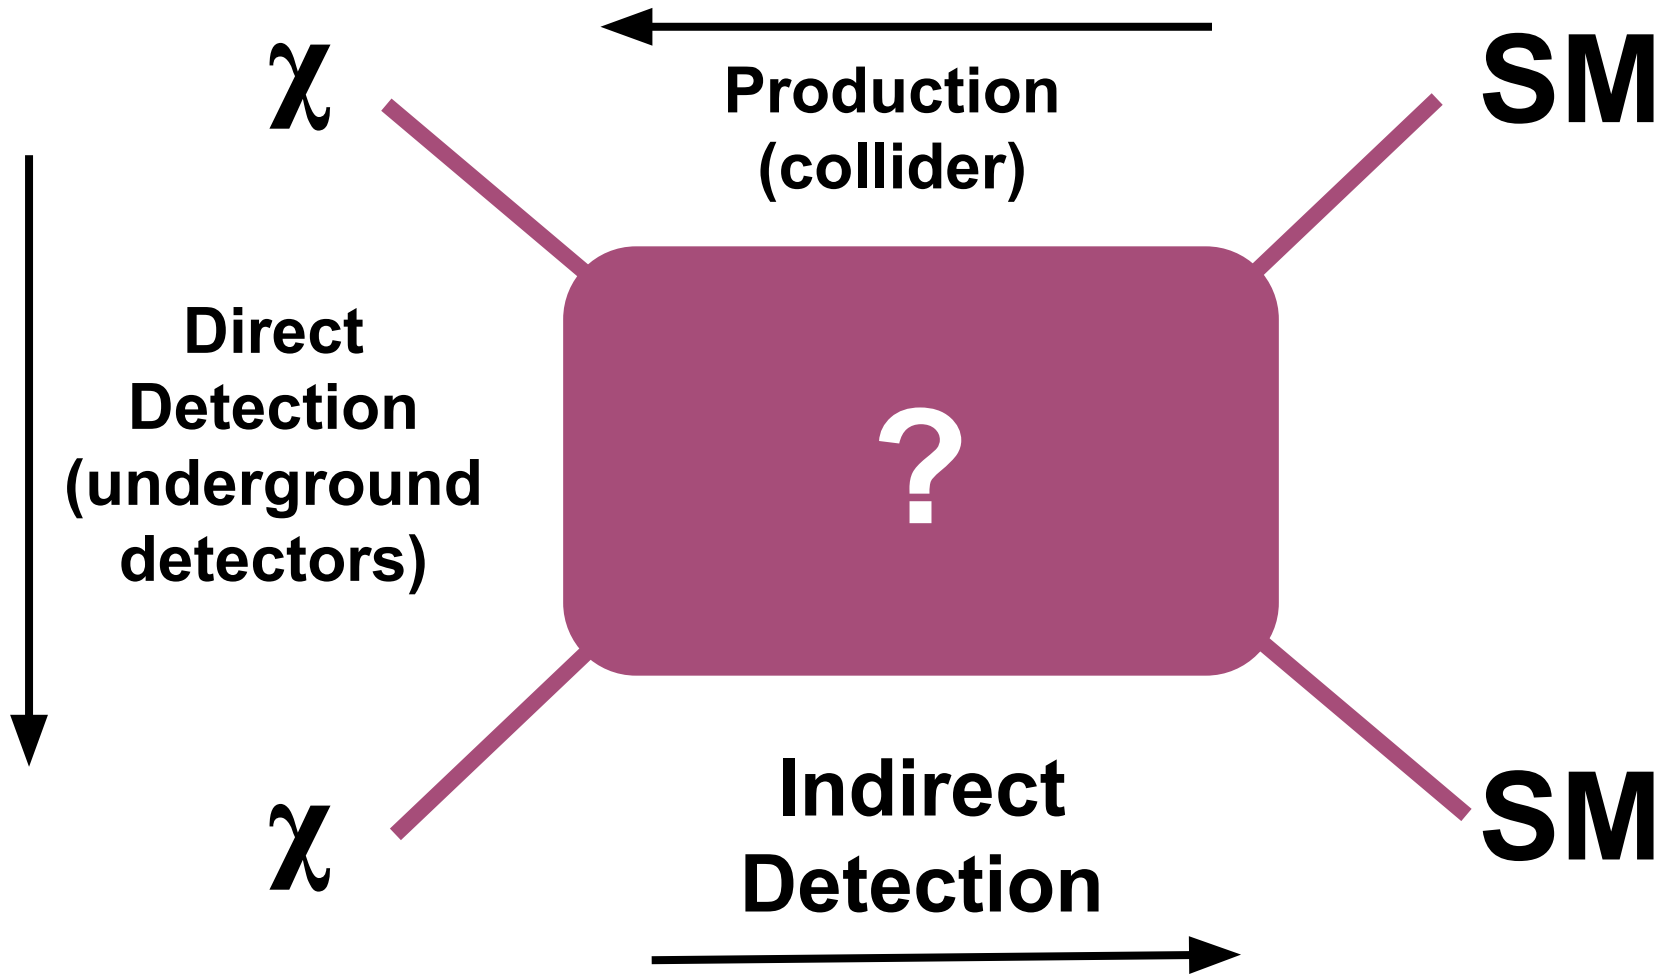 χ
Production
(collider)
SM
Direct
Detection
(underground
detectors)
?
χ
Indirect
Detection
SM